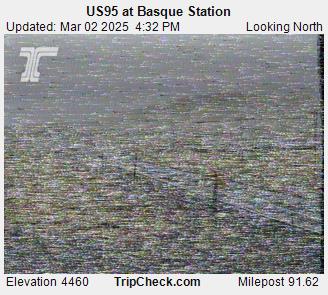 US95 at Basque Station
Updated: Mar 02 2025 4:32 PM Looking North
Elevation 4460 TripCheck.com Milepost 91.62